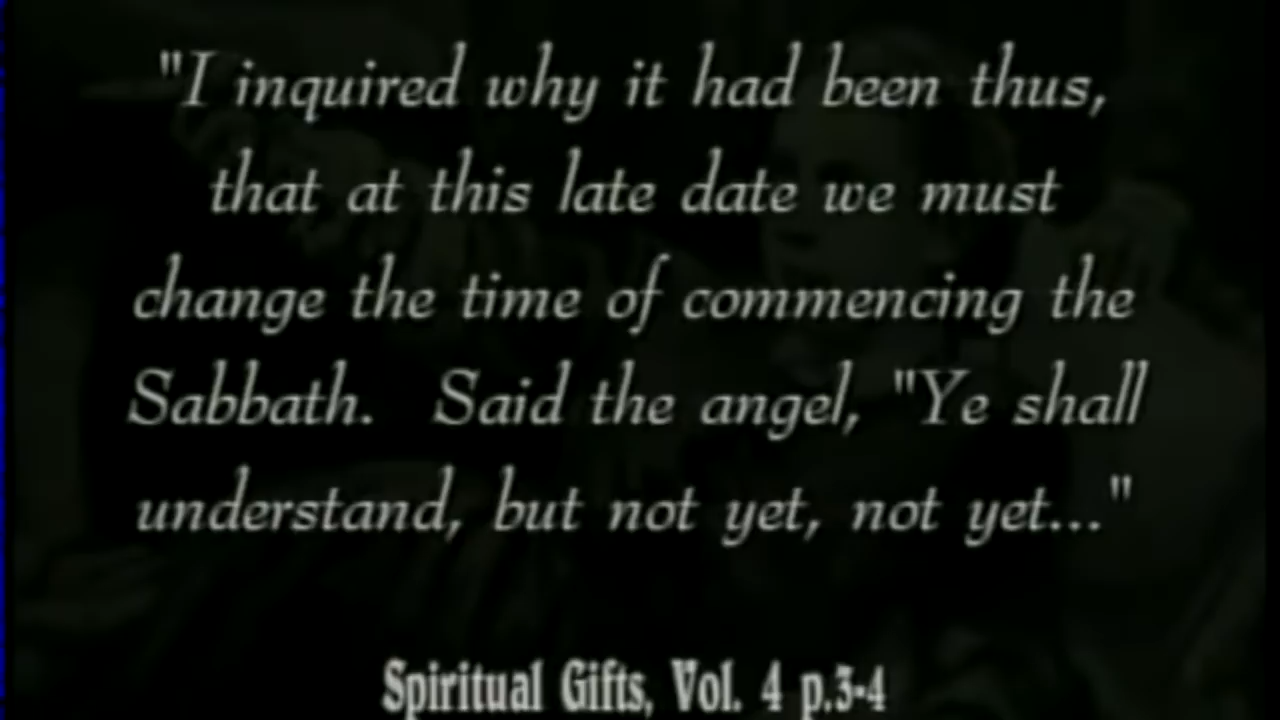 "I inquired why it had been thus,
that at this late date we must
change the time of commencing the
Sabbath.  Said the angel, "Ye shall
understand, but not yet, not yet..."
Spiritual Gifts, Vol. 4 p.3-4